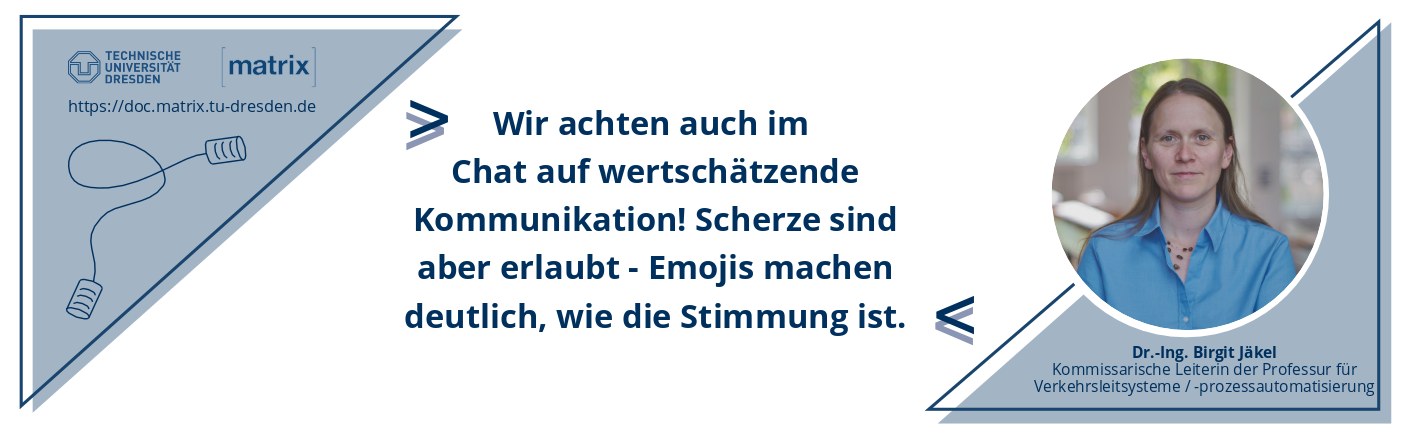 TECHNISCHE
UNIVERSITÄT
DRESDEN
[matrix]
https://doc.matrix.tu-dresden.de
Wir achten auch im
Chat auf wertschätzende
Kommunikation! Scherze sind
aber erlaubt - Emojis machen
deutlich, wie die Stimmung ist.
Dr.-Ing. Birgit Jäkel
Kommissarische Leiterin der Professur für
Verkehrsleitsysteme / -prozessautomatisierung